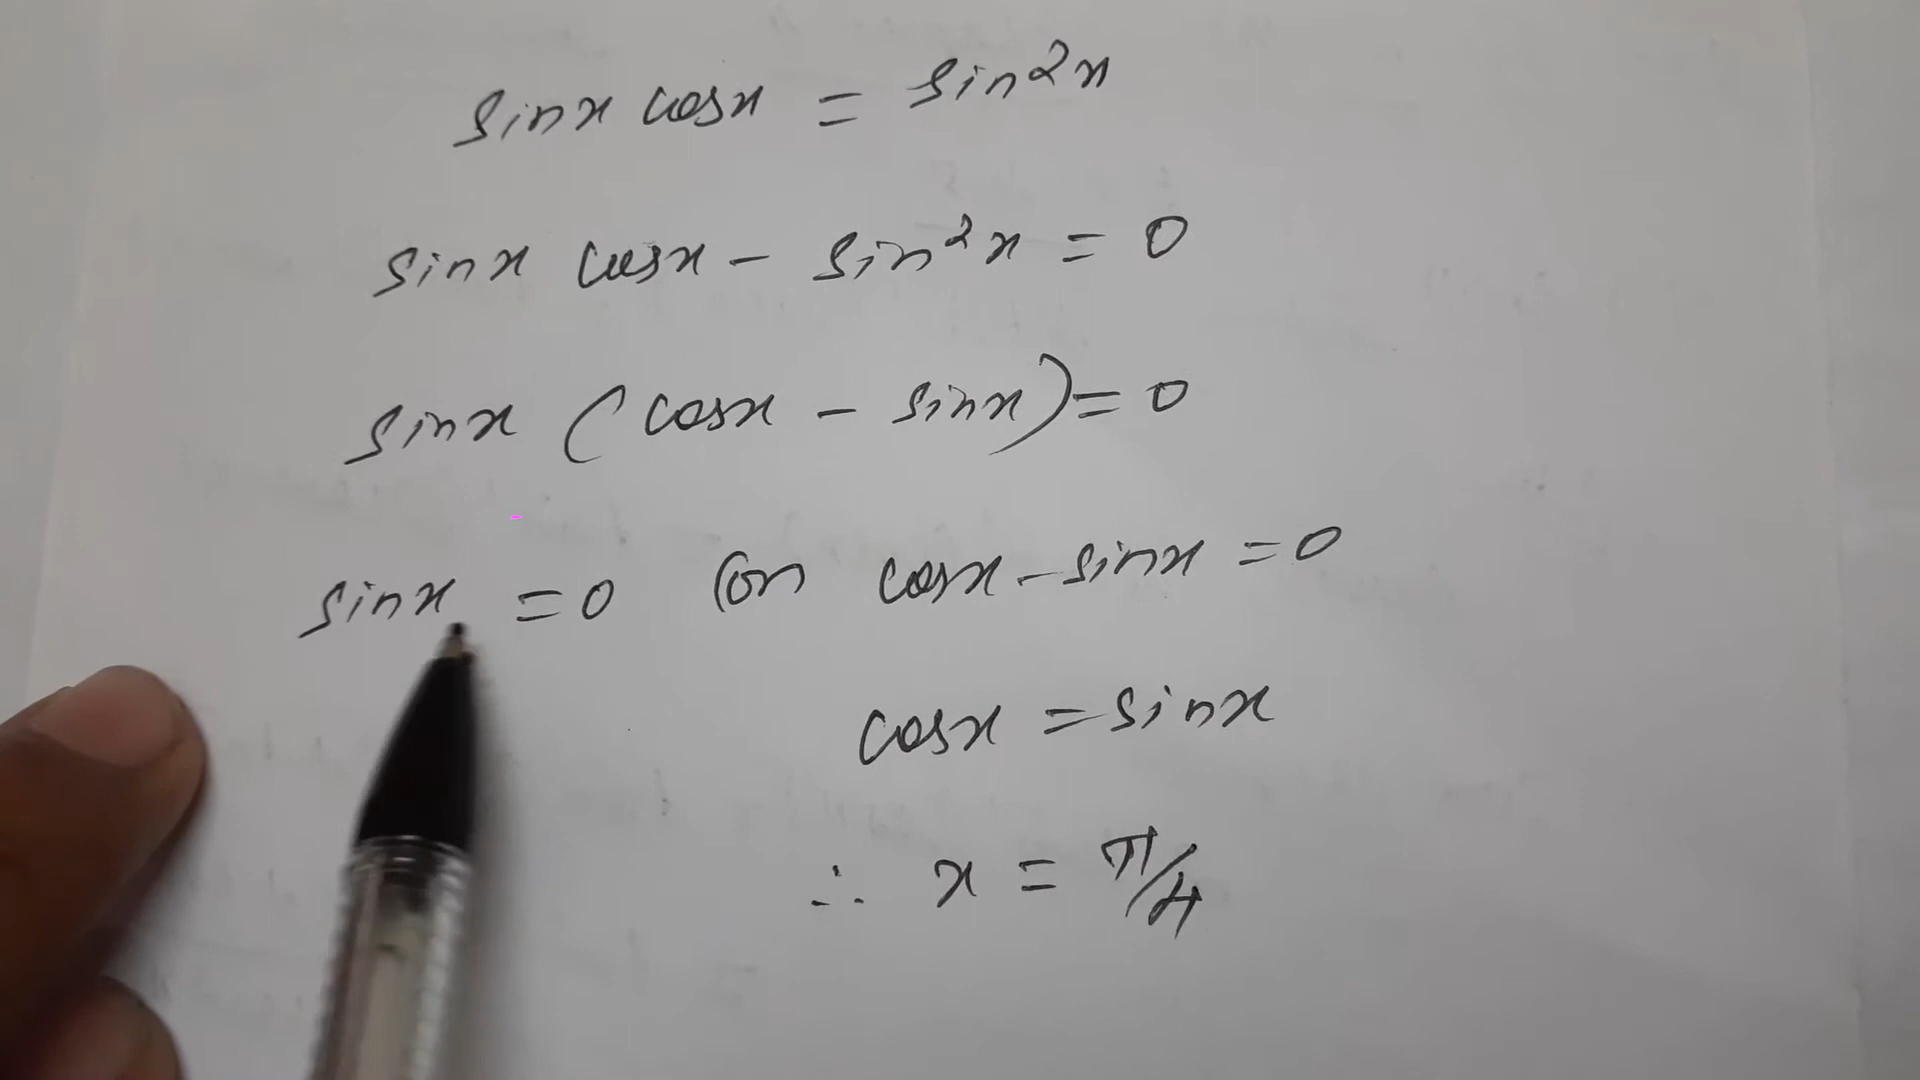 sinx cosx = sin²x
sinx cosx - sin²x = 0
sinx (cosx - sinx) = 0
sinx = 0 (or) cosx - sinx = 0
cosx = sinx
∴ x = π/4